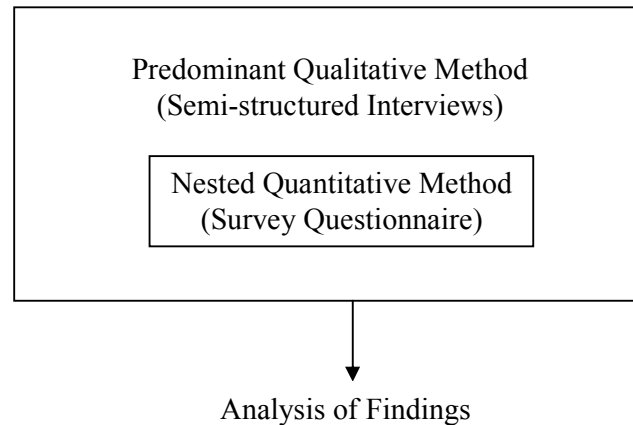 Predominant Qualitative Method
(Semi-structured Interviews)
Nested Quantitative Method
(Survey Questionnaire)
Analysis of Findings